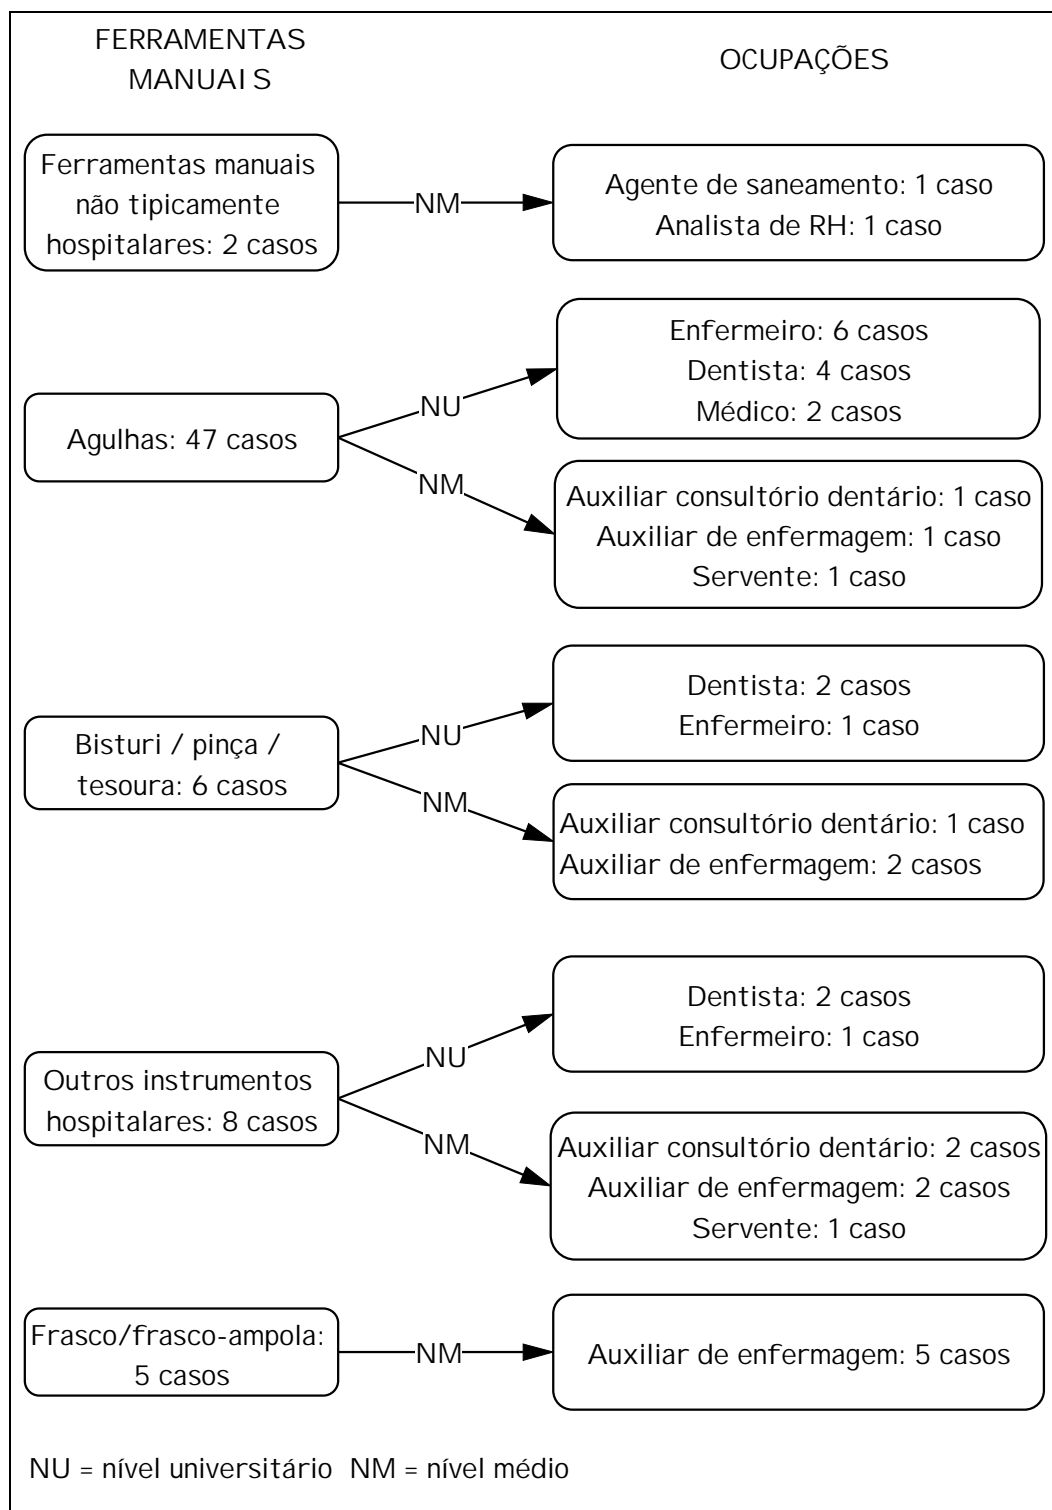 FERRAMENTAS
MANUAIS
OCUPAÇÕES
Ferramentas manuais
não tipicamente
hospitalares: 2 casos
NM
Agente de saneamento: 1 caso
Analista de RH: 1 caso
Agulhas: 47 casos
NU
Enfermeiro: 6 casos
Dentista: 4 casos
Médico: 2 casos
NM
Auxiliar consultório dentário: 1 caso
Auxiliar de enfermagem: 1 caso
Servente: 1 caso
Bisturi / pinça /
tesoura: 6 casos
NU
Dentista: 2 casos
Enfermeiro: 1 caso
NM
Auxiliar consultório dentário: 1 caso
Auxiliar de enfermagem: 2 casos
Outros instrumentos
hospitalares: 8 casos
NU
Dentista: 2 casos
Enfermeiro: 1 caso
NM
Auxiliar consultório dentário: 2 casos
Auxiliar de enfermagem: 2 casos
Servente: 1 caso
Frasco/frasco-ampola:
5 casos
NM
Auxiliar de enfermagem: 5 casos
NU = nível universitário NM = nível médio